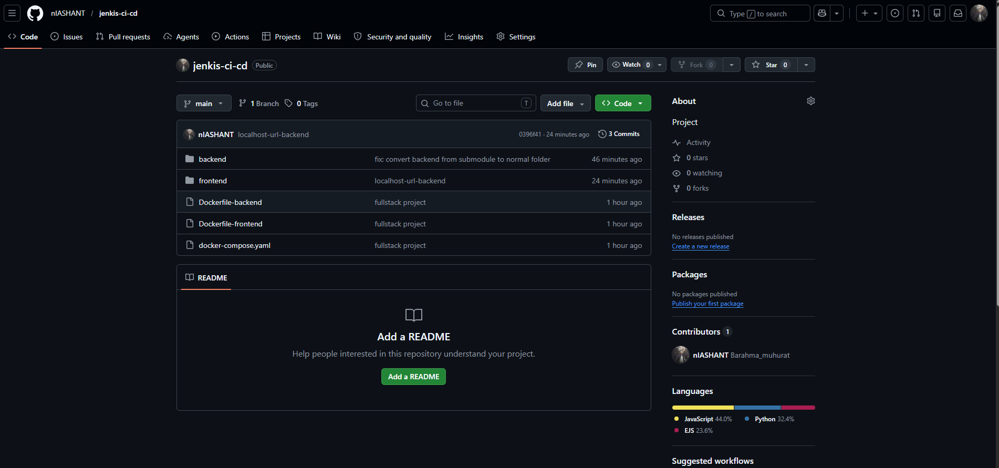 nIASHANT / jenkis-ci-cd
Type / to search
Code Issues Pull requests Agents Actions Projects Wiki Security and quality Insights Settings
jenkis-ci-cd Public
Pin Watch 0 Fork 0 Star 0
main 1 Branch 0 Tags
Go to file T Add file Code
nIASHANT localhost-url-backend 0396f41 · 24 minutes ago 3 Commits
backend fix: convert backend from submodule to normal folder 46 minutes ago
frontend localhost-url-backend 24 minutes ago
Dockerfile-backend fullstack project 1 hour ago
Dockerfile-frontend fullstack project 1 hour ago
docker-compose.yaml fullstack project 1 hour ago
README
Add a README
Help people interested in this repository understand your project.
Add a README
About
Project
Activity
0 stars
0 watching
0 forks
Releases
No releases published
Create a new release
Packages
No packages published
Publish your first package
Contributors 1
nIASHANT Barahma_muhurat
Languages
JavaScript 44.0% Python 32.4%
EJS 23.6%
Suggested workflows